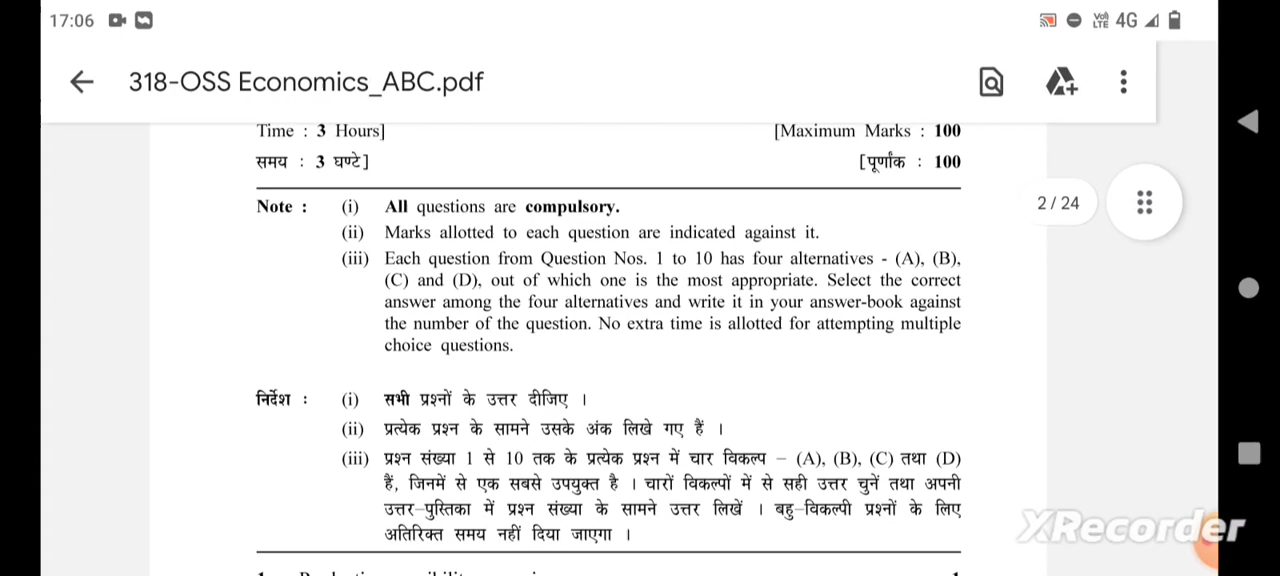 17:06 4G
318-OSS Economics_ABC.pdf
Time : 3 Hours] [Maximum Marks : 100
समय : 3 घण्टे] [पूर्णांक : 100
2 / 24
Note : (i) All questions are compulsory.
(ii) Marks allotted to each question are indicated against it.
(iii) Each question from Question Nos. 1 to 10 has four alternatives - (A), (B),
(C) and (D), out of which one is the most appropriate. Select the correct
answer among the four alternatives and write it in your answer-book against
the number of the question. No extra time is allotted for attempting multiple
choice questions.
निर्देश : (i) सभी प्रश्नों के उत्तर दीजिए ।
(ii) प्रत्येक प्रश्न के सामने उसके अंक लिखे गए हैं ।
(iii) प्रश्न संख्या 1 से 10 तक के प्रत्येक प्रश्न में चार विकल्प – (A), (B), (C) तथा (D)
हैं, जिनमें से एक सबसे उपयुक्त है । चारों विकल्पों में से सही उत्तर चुनें तथा अपनी
उत्तर-पुस्तिका में प्रश्न संख्या के सामने उत्तर लिखें । बहु-विकल्पी प्रश्नों के लिए
अतिरिक्त समय नहीं दिया जाएगा ।
XRecorder